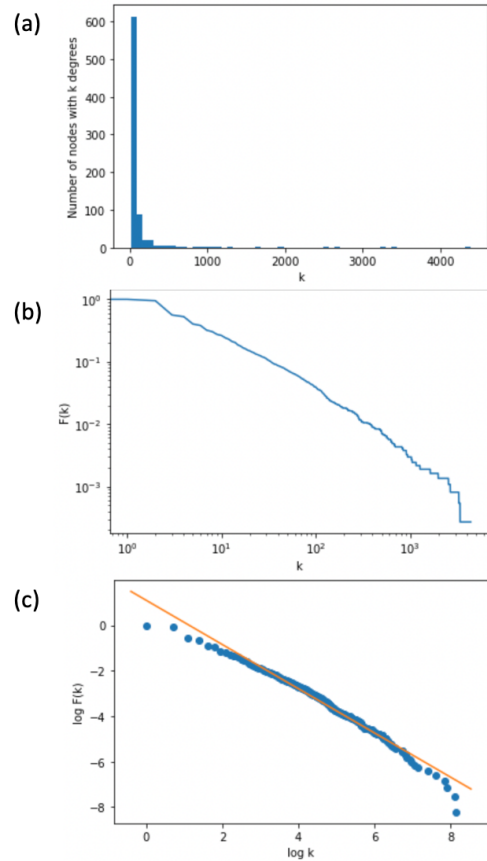 (a)
Number of nodes with k degrees
600
500
400
300
200
100
0
0 1000 2000 3000 4000
k
(b)
F(k)
10⁰
10⁻¹
10⁻²
10⁻³
10⁰ 10¹ 10² 10³
k
(c)
log F(k)
0
−2
−4
−6
−8
0 2 4 6 8
log k